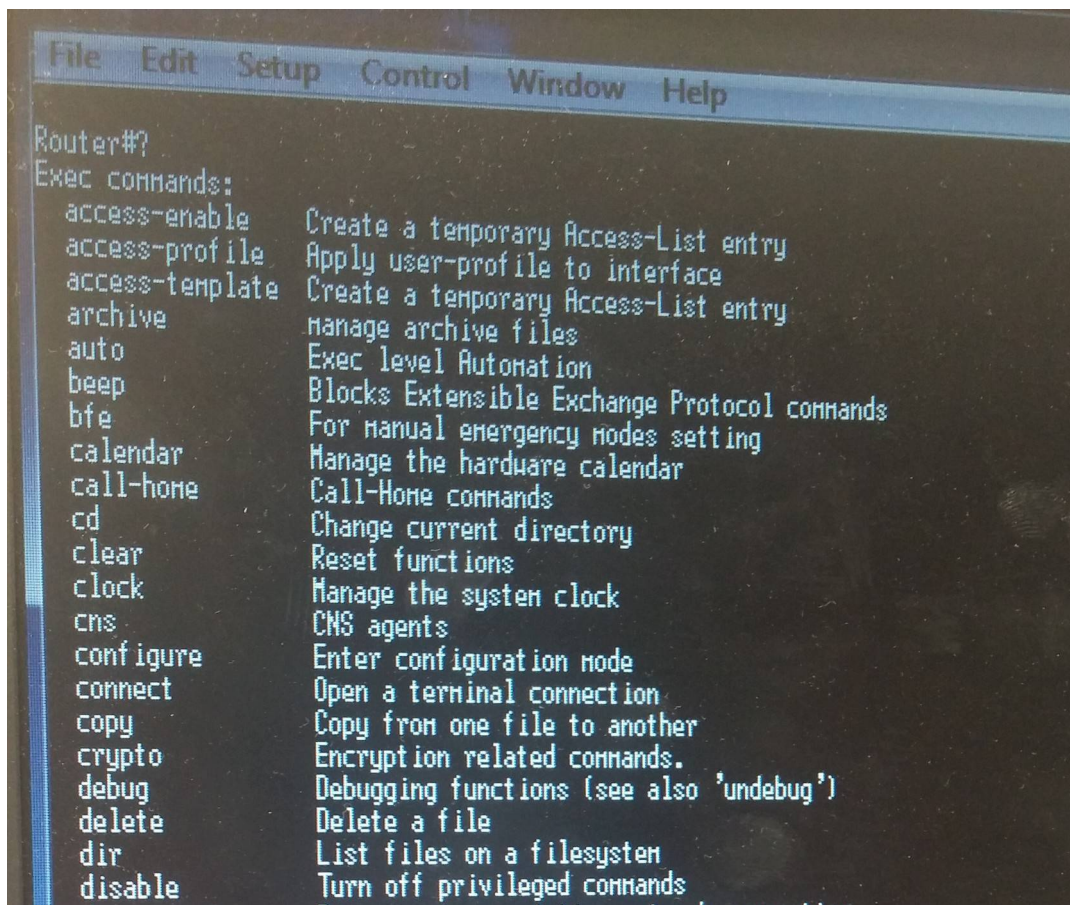 File Edit Setup Control Window Help
Router#?
Exec commands:
access-enable Create a temporary Access-List entry
access-profile Apply user-profile to interface
access-template Create a temporary Access-List entry
archive manage archive files
auto Exec level Automation
beep Blocks Extensible Exchange Protocol commands
bfe For manual emergency modes setting
calendar Manage the hardware calendar
call-home Call-Home commands
cd Change current directory
clear Reset functions
clock Manage the system clock
cns CNS agents
configure Enter configuration mode
connect Open a terminal connection
copy Copy from one file to another
crypto Encryption related commands.
debug Debugging functions (see also 'undebug')
delete Delete a file
dir List files on a filesystem
disable Turn off privileged commands